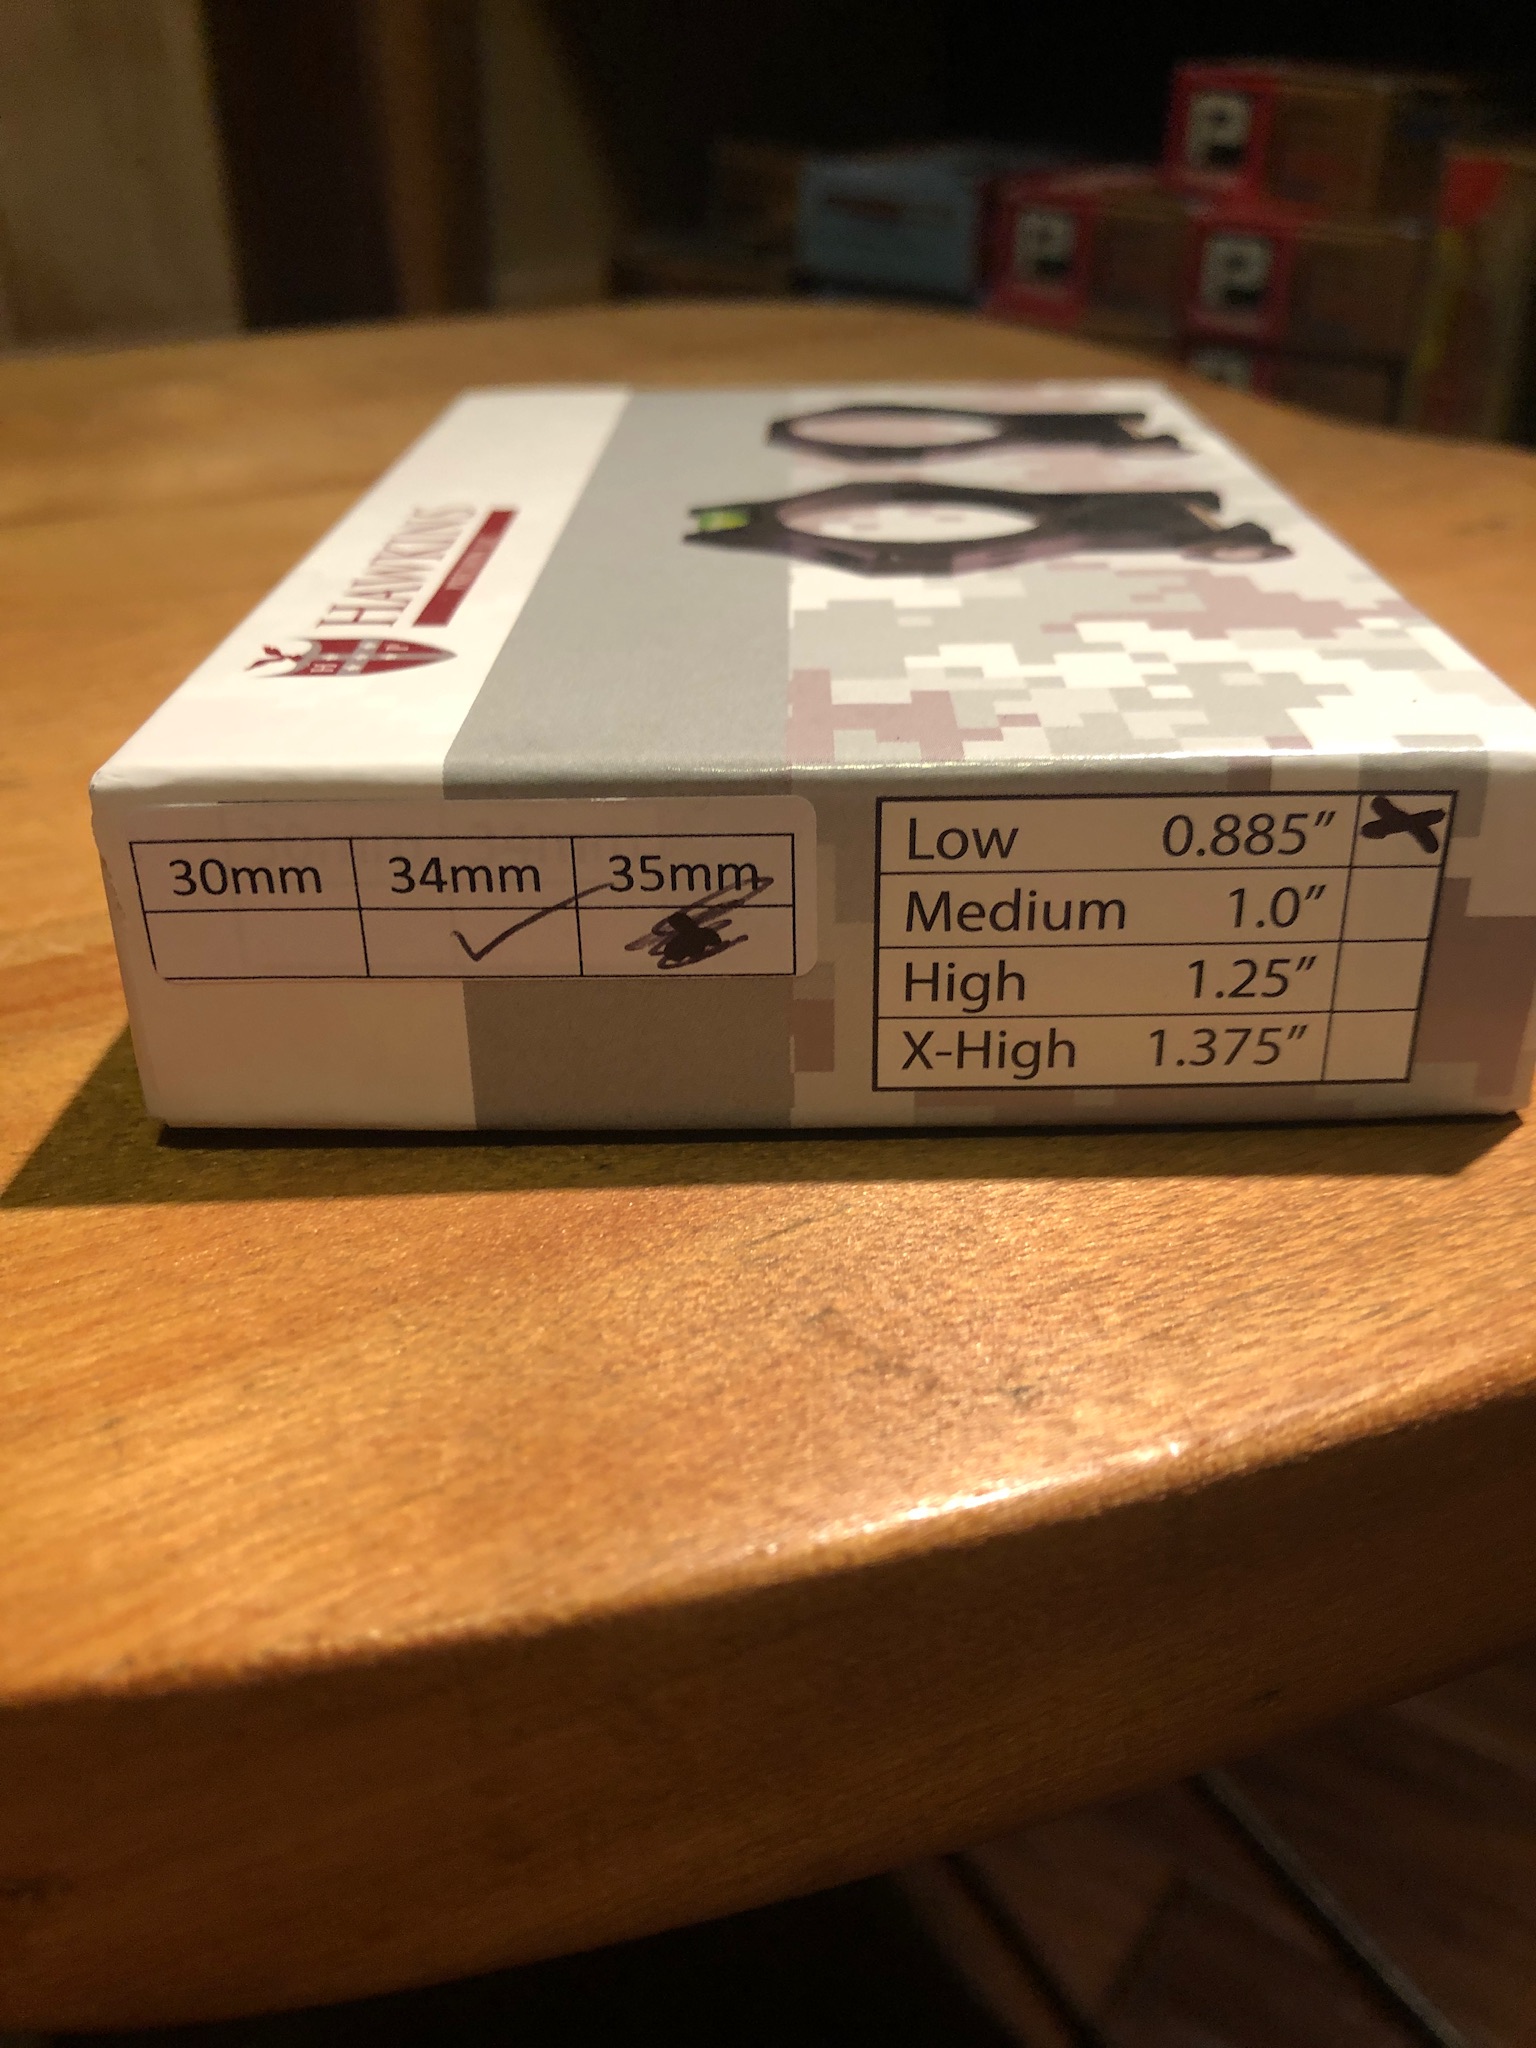 HAWKINS
H P
30mm 34mm 35mm
Low 0.885”
Medium 1.0”
High 1.25”
X-High 1.375”
P
P
P